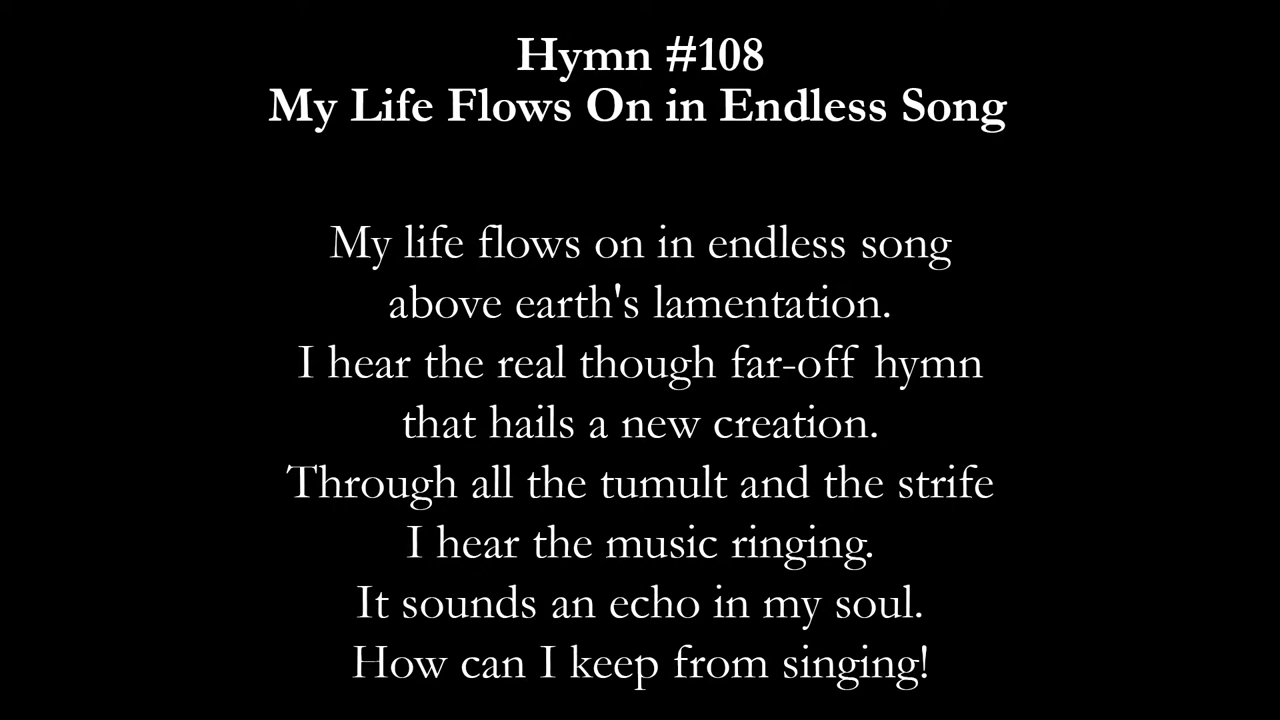 Hymn #108
My Life Flows On in Endless Song
My life flows on in endless song
above earth's lamentation.
I hear the real though far-off hymn
that hails a new creation.
Through all the tumult and the strife
I hear the music ringing.
It sounds an echo in my soul.
How can I keep from singing!